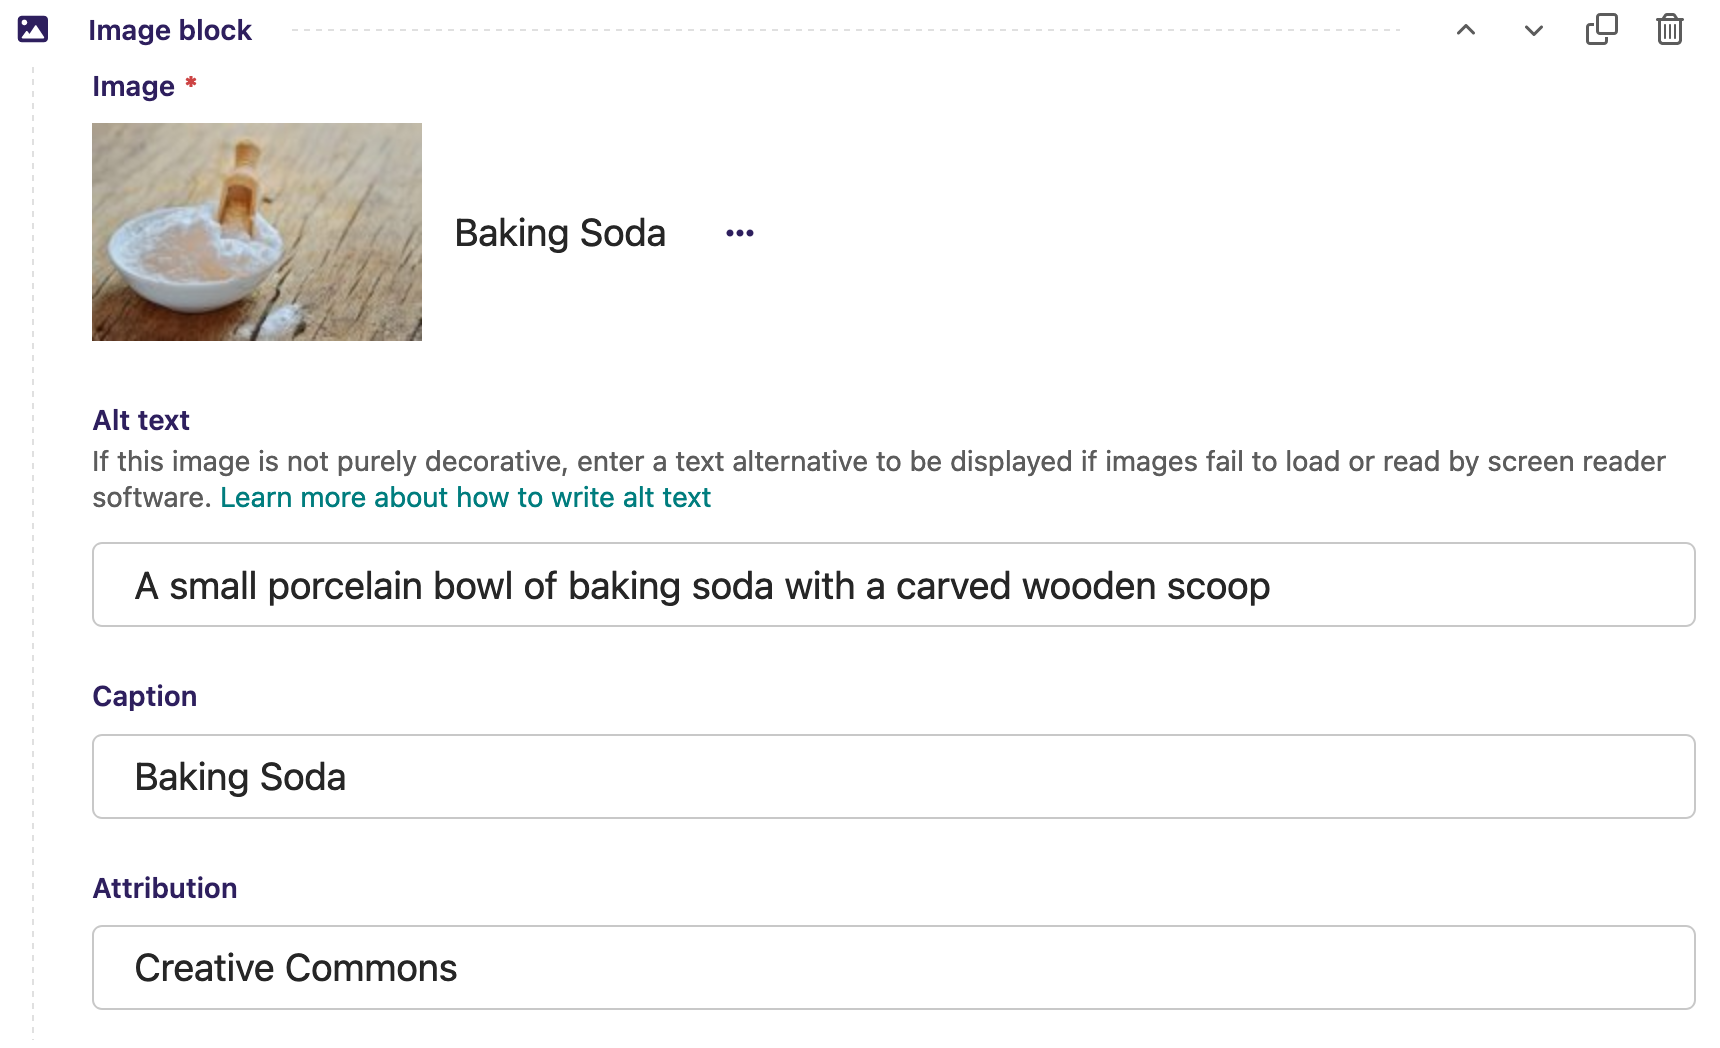 Image block
Image *
Baking Soda
Alt text
If this image is not purely decorative, enter a text alternative to be displayed if images fail to load or read by screen reader
software. Learn more about how to write alt text
A small porcelain bowl of baking soda with a carved wooden scoop
Caption
Baking Soda
Attribution
Creative Commons